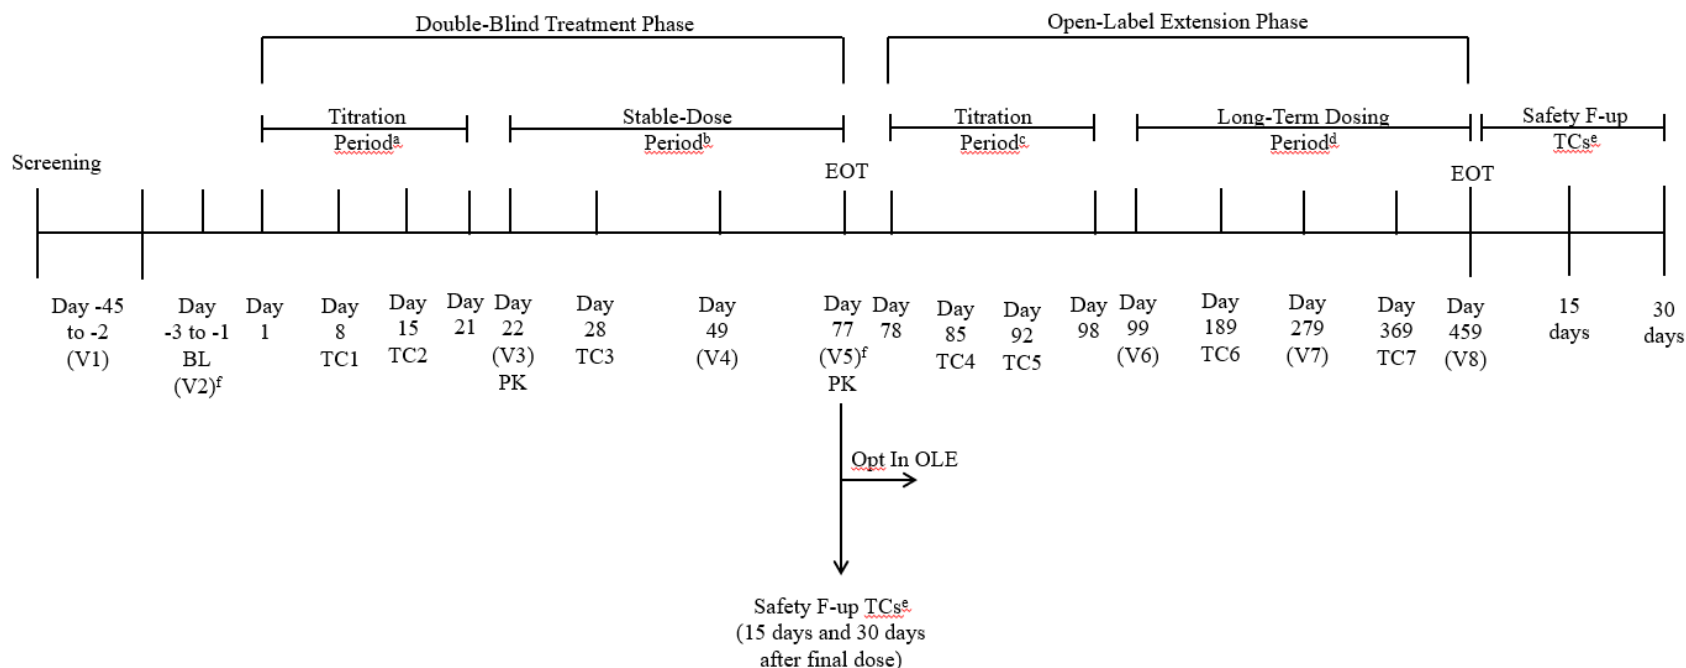 Double-Blind Treatment Phase
Open-Label Extension Phase
Titration
Periodᵃ
Stable-Dose
Periodᵇ
Titration
Periodᶜ
Long-Term Dosing
Periodᵈ
Safety F-up
TCsᵉ
Screening
EOT
EOT
Day -45
to -2
(V1)
Day
-3 to -1
BL
(V2)ᶠ
Day
1
Day
8
TC1
Day
15
TC2
Day
21
Day
22
(V3)
PK
Day
28
TC3
Day
49
(V4)
Day
77
(V5)ᶠ
PK
Day
78
Day
85
TC4
Day
92
TC5
Day
98
Day
99
(V6)
Day
189
TC6
Day
279
(V7)
Day
369
TC7
Day
459
(V8)
15
days
30
days
Opt In OLE
Safety F-up TCsᵉ
(15 days and 30 days
after final dose)